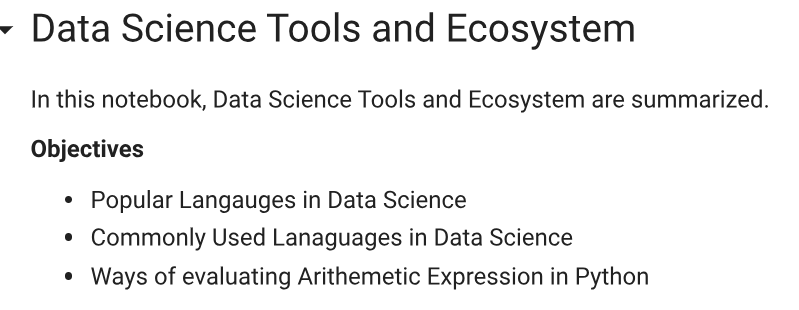 Data Science Tools and Ecosystem
In this notebook, Data Science Tools and Ecosystem are summarized.
Objectives
• Popular Langauges in Data Science
• Commonly Used Lanaguages in Data Science
• Ways of evaluating Arithemetic Expression in Python